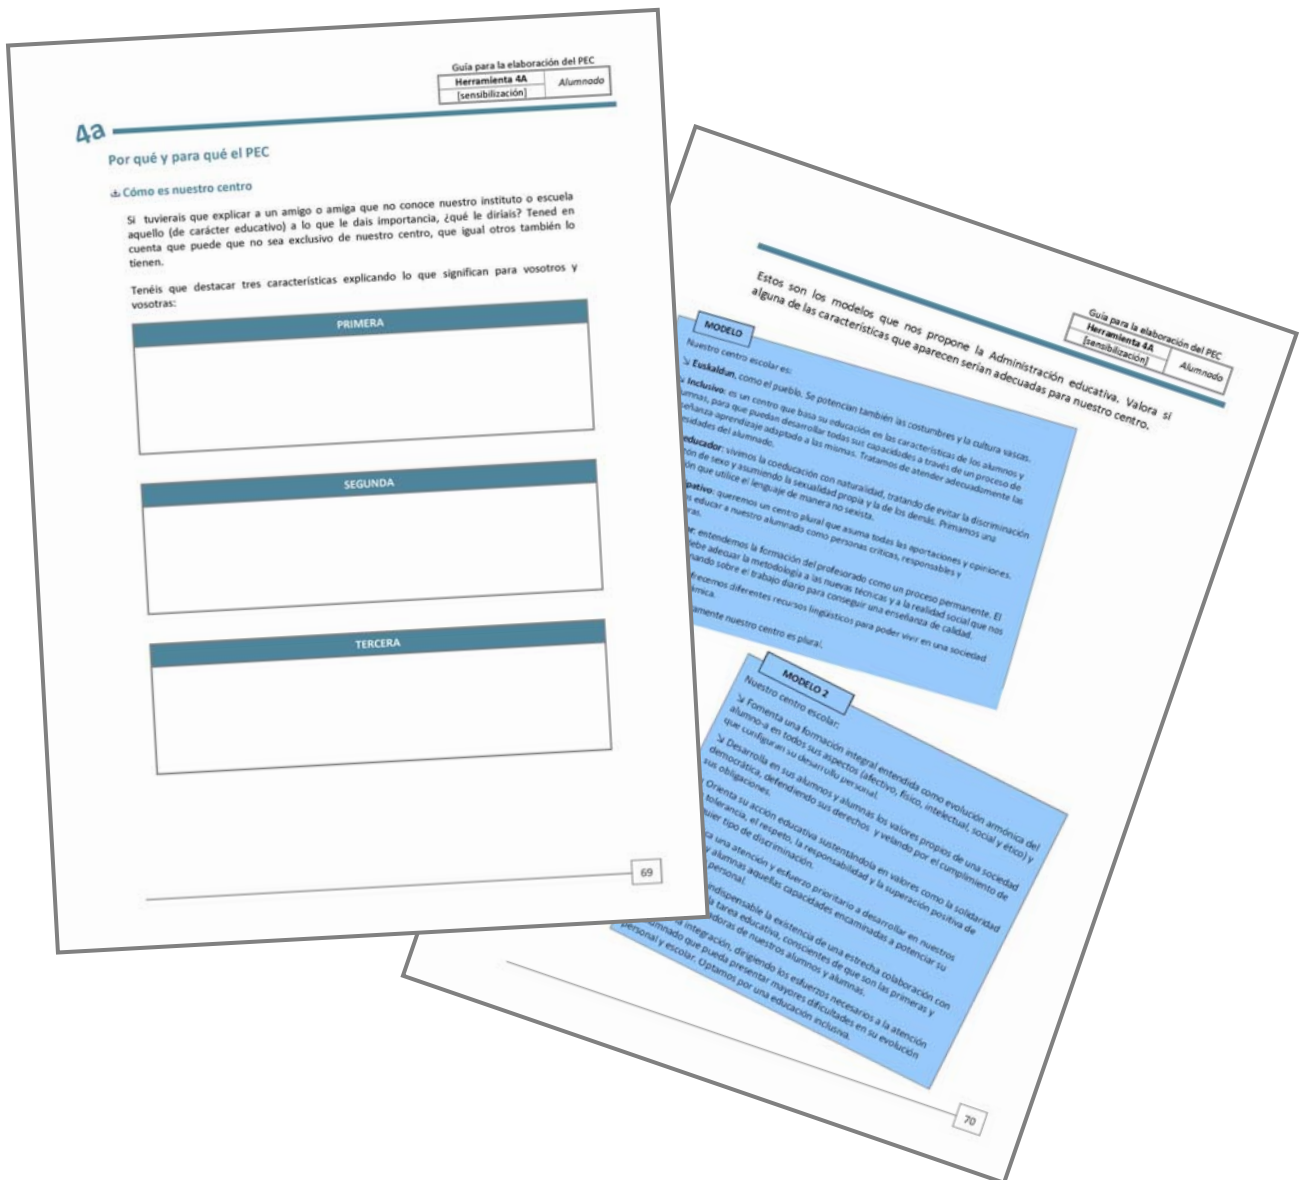 Guía para la elaboración del PEC
Herramienta 4A
[sensibilización]
Alumnado
4a
Por qué y para qué el PEC
Cómo es nuestro centro
Si tuvierais que explicar a un amigo o amiga que no conoce nuestro instituto o escuela
aquello (de carácter educativo) a lo que le dais importancia, ¿qué le diríais? Tened en
cuenta que puede que no sea exclusivo de nuestro centro, que igual otros también lo
tienen.
Tenéis que destacar tres características explicando lo que significan para vosotros y
vosotras:
PRIMERA
SEGUNDA
TERCERA
69
Guía para la elaboración del PEC
Herramienta 4A
[sensibilización]
Alumnado
Estos son los modelos que nos propone la Administración educativa. Valora si
alguna de las características que aparecen serían adecuadas para nuestro centro.
MODELO
Nuestro centro escolar es:
Euskaldun, como el pueblo. Se potencian también las costumbres y la cultura vascas.
Inclusivo: es un centro que basa su educación en las características de los alumnos y
para que puedan desarrollar todas sus capacidades a través de un proceso de
aprendizaje adaptado a las mismas. Tratamos de atender adecuadamente las
del alumnado.
educador: vivimos la coeducación con naturalidad, tratando de evitar la discriminación
de sexo y asumiendo la sexualidad propia y la de los demás. Primamos una
que utilice el lenguaje de manera no sexista.
queremos un centro plural que asuma todas las aportaciones y opiniones.
educar a nuestro alumnado como personas críticas, responsables y
entendemos la formación del profesorado como un proceso permanente. El
debe adecuar la metodología a las nuevas técnicas y a la realidad social que nos
sobre el trabajo diario para conseguir una enseñanza de calidad.
diferentes recursos lingüísticos para poder vivir en una sociedad
nuestro centro es plural.
MODELO 2
Nuestro centro escolar:
Fomenta una formación integral entendida como evolución armónica del
alumno-a en todos sus aspectos (afectivo, físico, intelectual, social y ético) y
que configuran su desarrollo personal.
Desarrolla en sus alumnos y alumnas los valores propios de una sociedad
democrática, defendiendo sus derechos y velando por el cumplimiento de
sus obligaciones.
Orienta su acción educativa sustentándola en valores como la solidaridad
tolerancia, el respeto, la responsabilidad y la superación positiva de
tipo de discriminación.
una atención y esfuerzo prioritario a desarrollar en nuestros
y alumnas aquellas capacidades encaminadas a potenciar su
personal.
indispensable la existencia de una estrecha colaboración con
tarea educativa, conscientes de que son las primeras y
de nuestros alumnos y alumnas.
integración, dirigiendo los esfuerzos necesarios a la atención
que pueda presentar mayores dificultades en su evolución
personal y escolar. Optamos por una educación inclusiva.
70